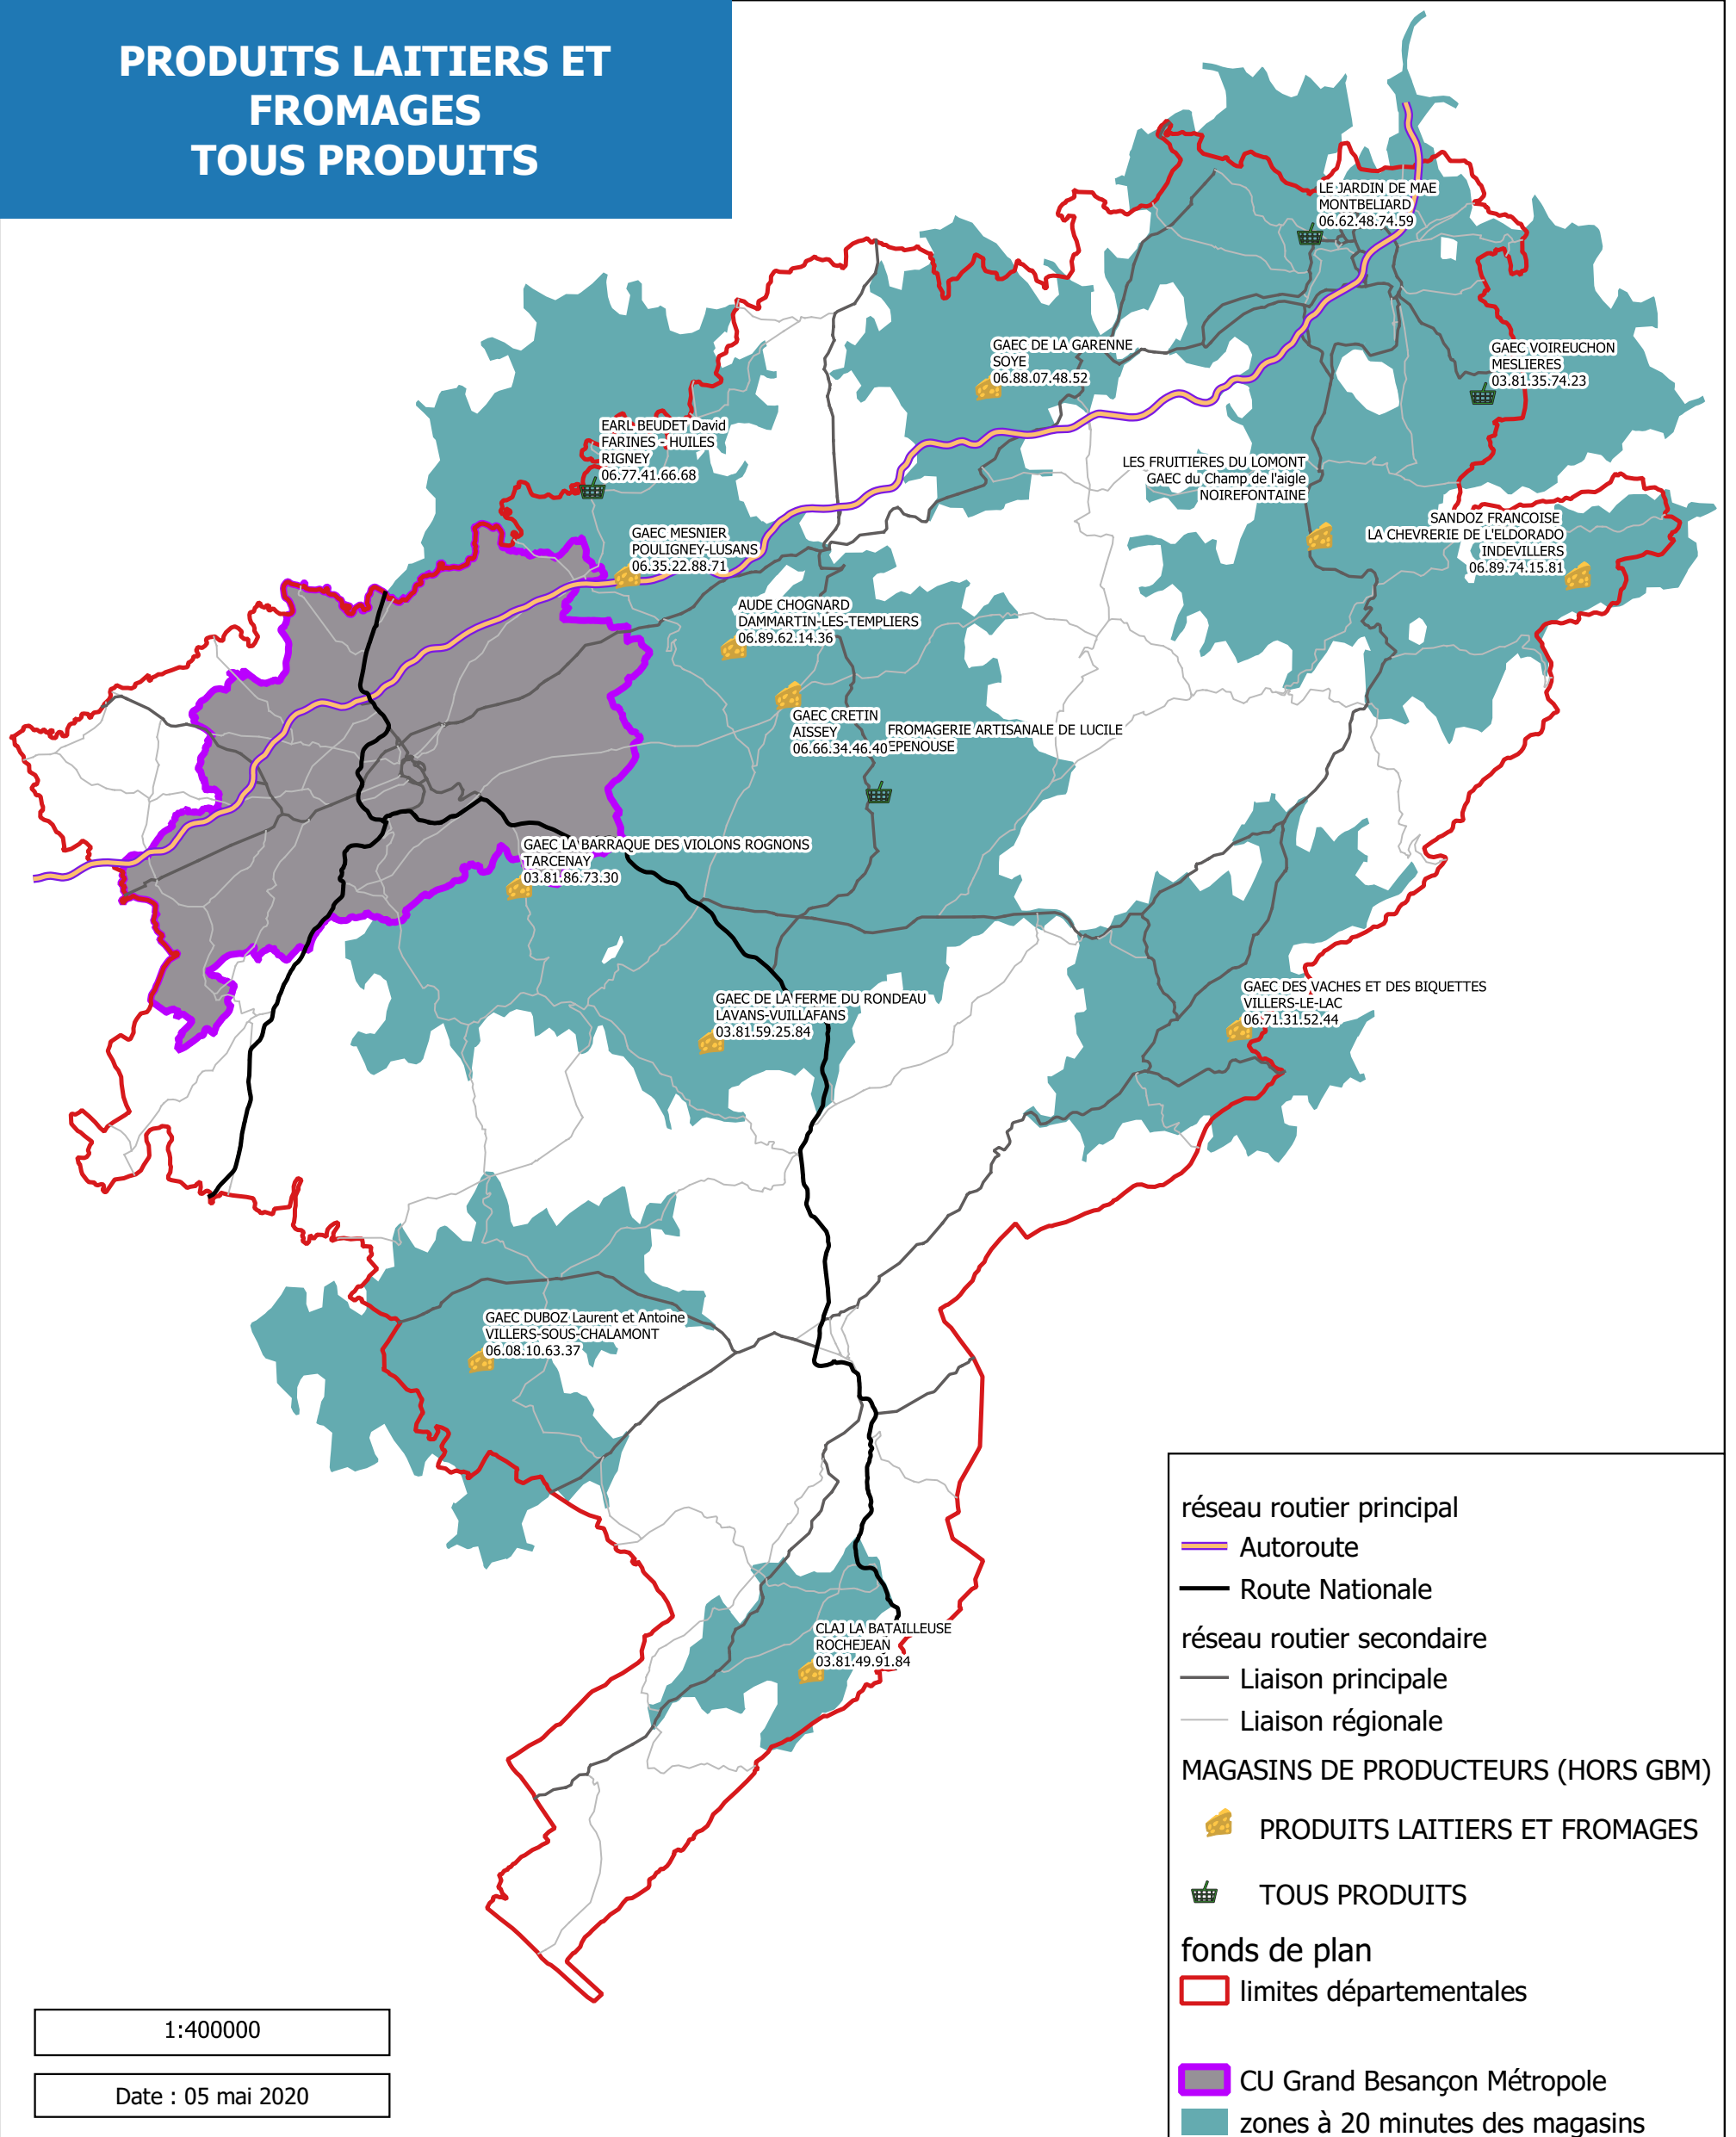 PRODUITS LAITIERS ET
FROMAGES
TOUS PRODUITS
LE JARDIN DE MAE
MONTBELIARD
06.62.48.74.59
GAEC DE LA GARENNE
SOYE
06.88.07.48.52
GAEC VOIREUCHON
MESLIERES
03.81.35.74.23
EARL BEUDET David
FARINES - HUILES
RIGNEY
06.77.41.66.68
LES FRUITIERES DU LOMONT
GAEC du Champ de l'aigle
NOIREFONTAINE
SANDOZ FRANCOISE
LA CHEVRERIE DE L'ELDORADO
INDEVILLERS
06.89.74.15.81
GAEC MESNIER
POULIGNEY-LUSANS
06.35.22.88.71
AUDE CHOGNARD
DAMMARTIN-LES-TEMPLIERS
06.89.62.14.36
GAEC CRETIN
AISSEY
06.66.34.46.40
FROMAGERIE ARTISANALE DE LUCILE
EPENOUSE
GAEC LA BARRAQUE DES VIOLONS ROGNONS
TARCENAY
03.81.86.73.30
GAEC DE LA FERME DU RONDEAU
LAVANS-VUILLAFANS
03.81.59.25.84
GAEC DES VACHES ET DES BIQUETTES
VILLERS-LE-LAC
06.71.31.52.44
GAEC DUBOZ Laurent et Antoine
VILLERS-SOUS-CHALAMONT
06.08.10.63.37
CLAJ LA BATAILLEUSE
ROCHEJEAN
03.81.49.91.84
réseau routier principal
Autoroute
Route Nationale
réseau routier secondaire
Liaison principale
Liaison régionale
MAGASINS DE PRODUCTEURS (HORS GBM)
PRODUITS LAITIERS ET FROMAGES
TOUS PRODUITS
fonds de plan
limites départementales
CU Grand Besançon Métropole
zones à 20 minutes des magasins
1:400000
Date : 05 mai 2020